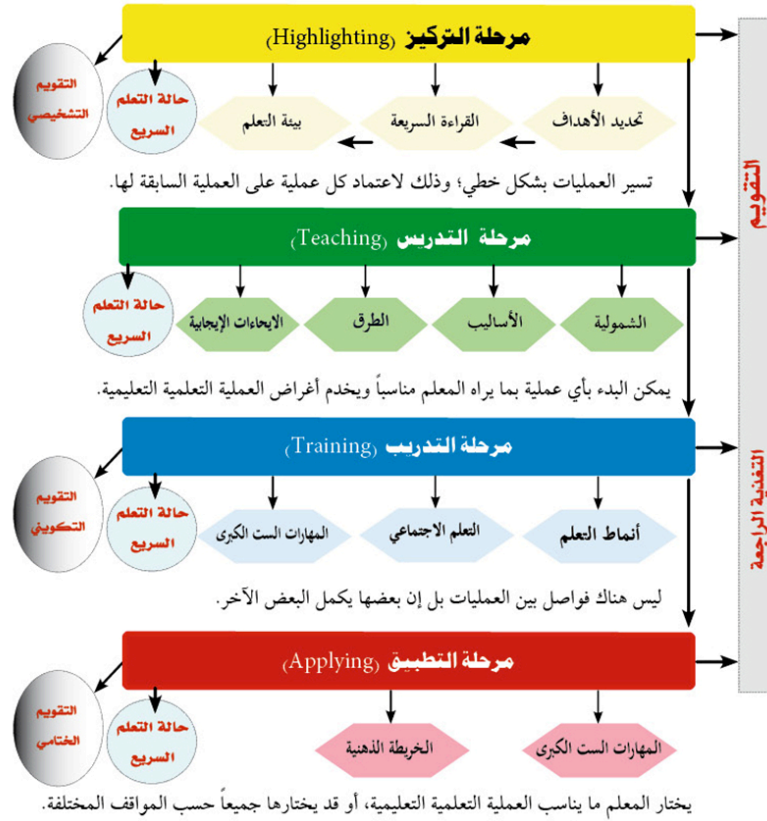 مرحلة التركيز (Highlighting)
تحديد الأهداف
القراءة السريعة
بيئة التعلم
حالة التعلم
السريع
التقويم
التشخيصي
تسير العمليات بشكل خطي؛ وذلك لاعتماد كل عملية على العملية السابقة لها.
التقويم
مرحلة التدريس (Teaching)
الشمولية
الأساليب
الطرق
الايحاءات الإيجابية
حالة التعلم
السريع
يمكن البدء بأي عملية بما يراه المعلم مناسباً ويخدم أغراض العملية التعلمية التعليمية.
مرحلة التدريب (Training)
أنماط التعلم
التعلم الاجتماعي
المهارات الست الكبرى
حالة التعلم
السريع
التقويم
التكويني
التغذية الراجعة
ليس هناك فواصل بين العمليات بل إن بعضها يكمل البعض الآخر.
مرحلة التطبيق (Applying)
المهارات الست الكبرى
الخريطة الذهنية
حالة التعلم
السريع
التقويم
الختامي
يختار المعلم ما يناسب العملية التعلمية التعليمية، أو قد يختارها جميعاً حسب المواقف المختلفة.